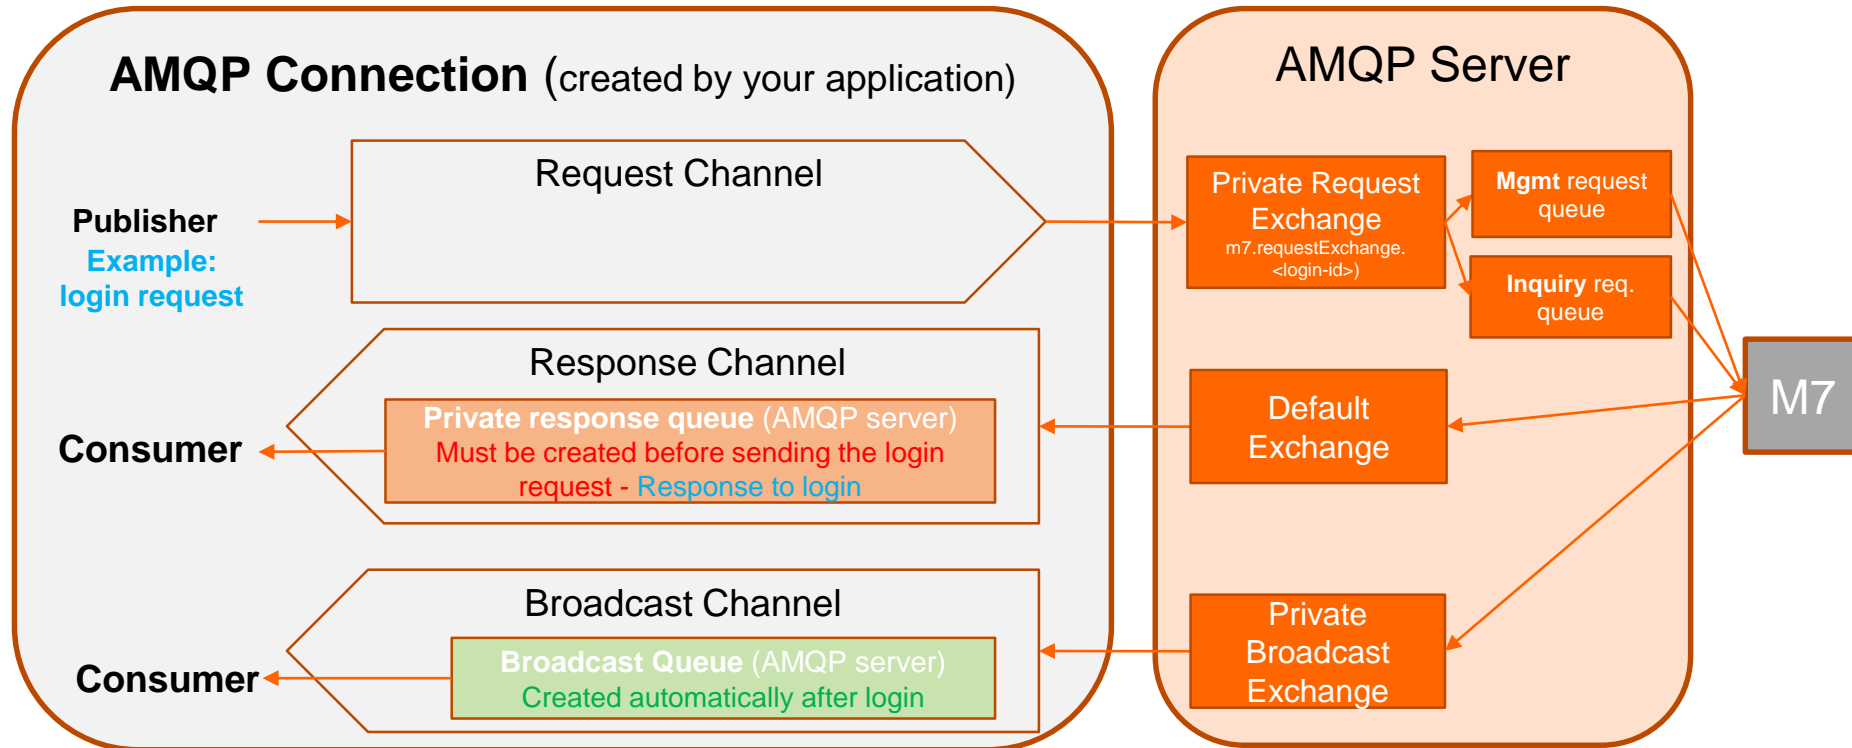 AMQP Connection (created by your application)
Request Channel
Publisher
Example:
login request
Response Channel
Private response queue (AMQP server)
Must be created before sending the login
request - Response to login
Consumer
Broadcast Channel
Broadcast Queue (AMQP server)
Created automatically after login
Consumer
AMQP Server
Private Request
Exchange
m7.requestExchange.
<login-id>)
Mgmt request
queue
Inquiry req.
queue
Default
Exchange
Private
Broadcast
Exchange
M7